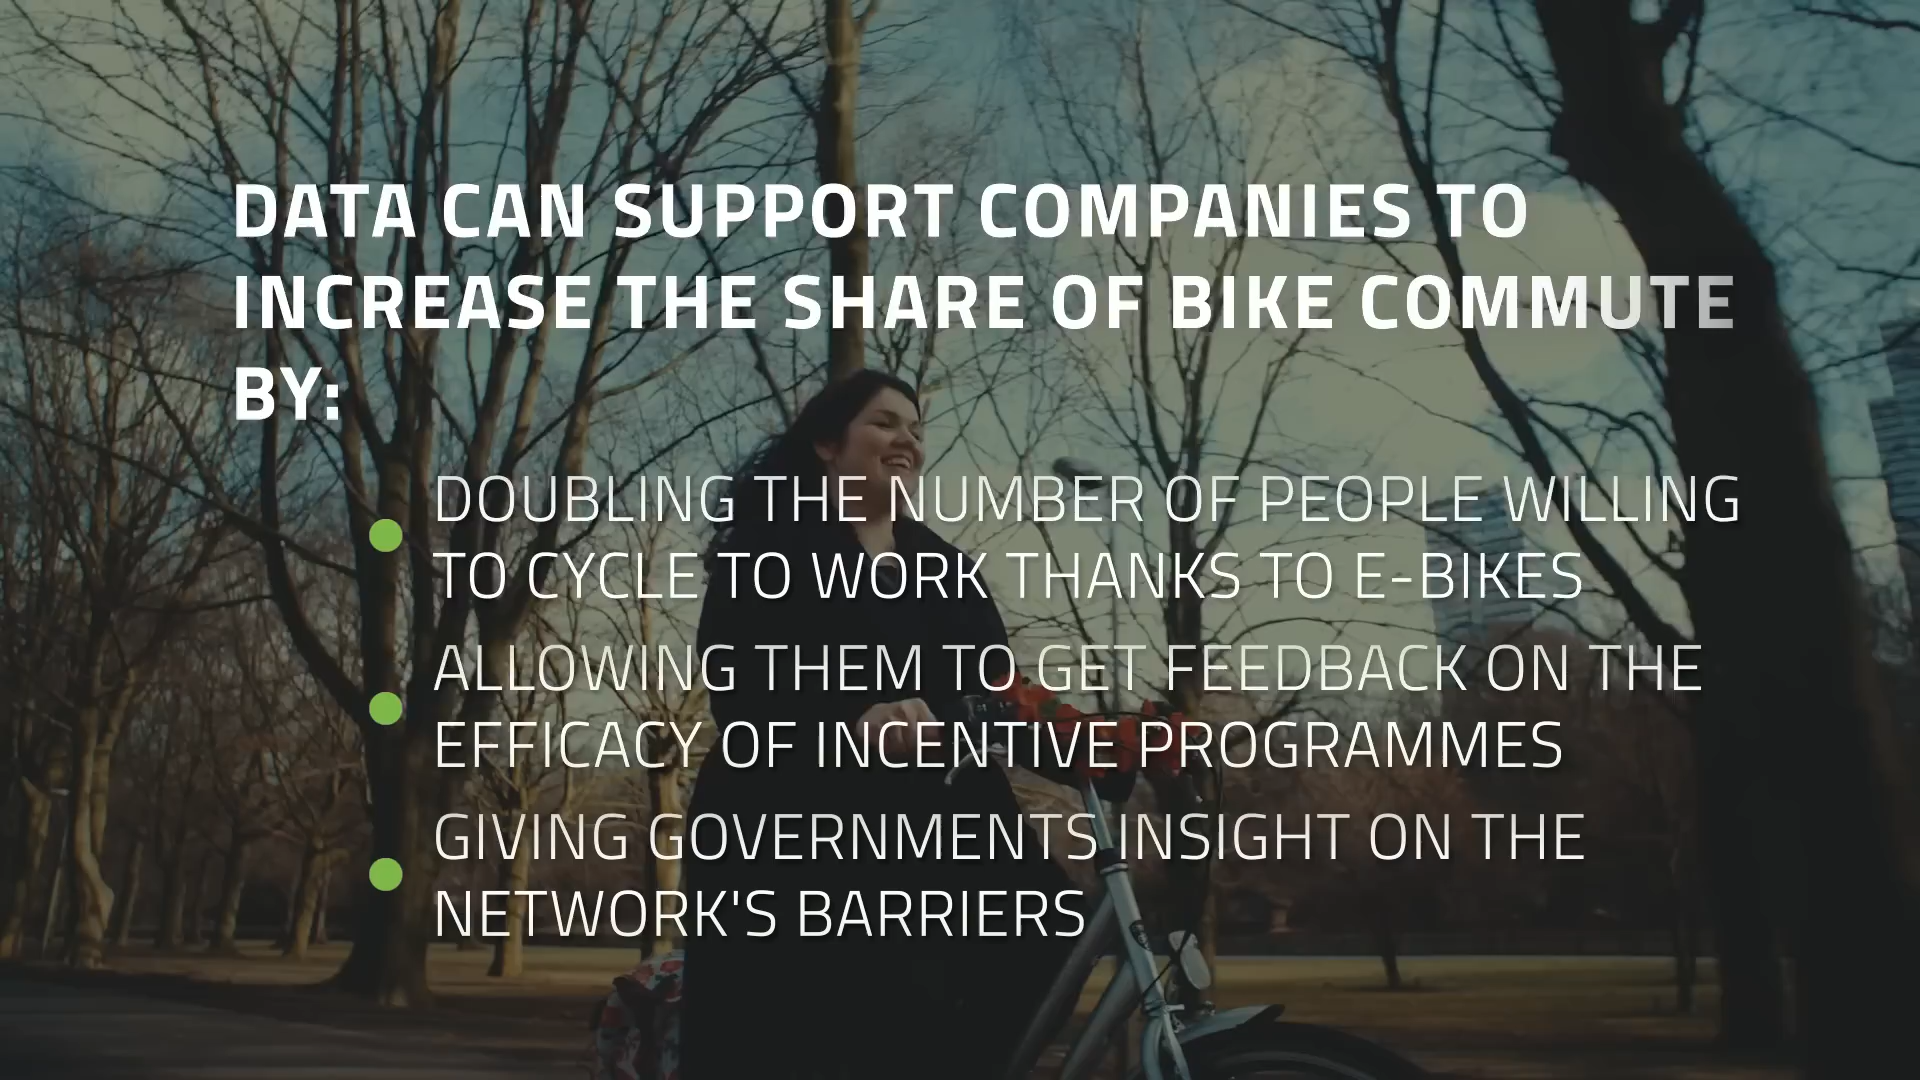 DATA CAN SUPPORT COMPANIES TO
INCREASE THE SHARE OF BIKE COMMUTE
BY:
DOUBLING THE NUMBER OF PEOPLE WILLING
TO CYCLE TO WORK THANKS TO E-BIKES
ALLOWING THEM TO GET FEEDBACK ON THE
EFFICACY OF INCENTIVE PROGRAMMES
GIVING GOVERNMENTS INSIGHT ON THE
NETWORK'S BARRIERS